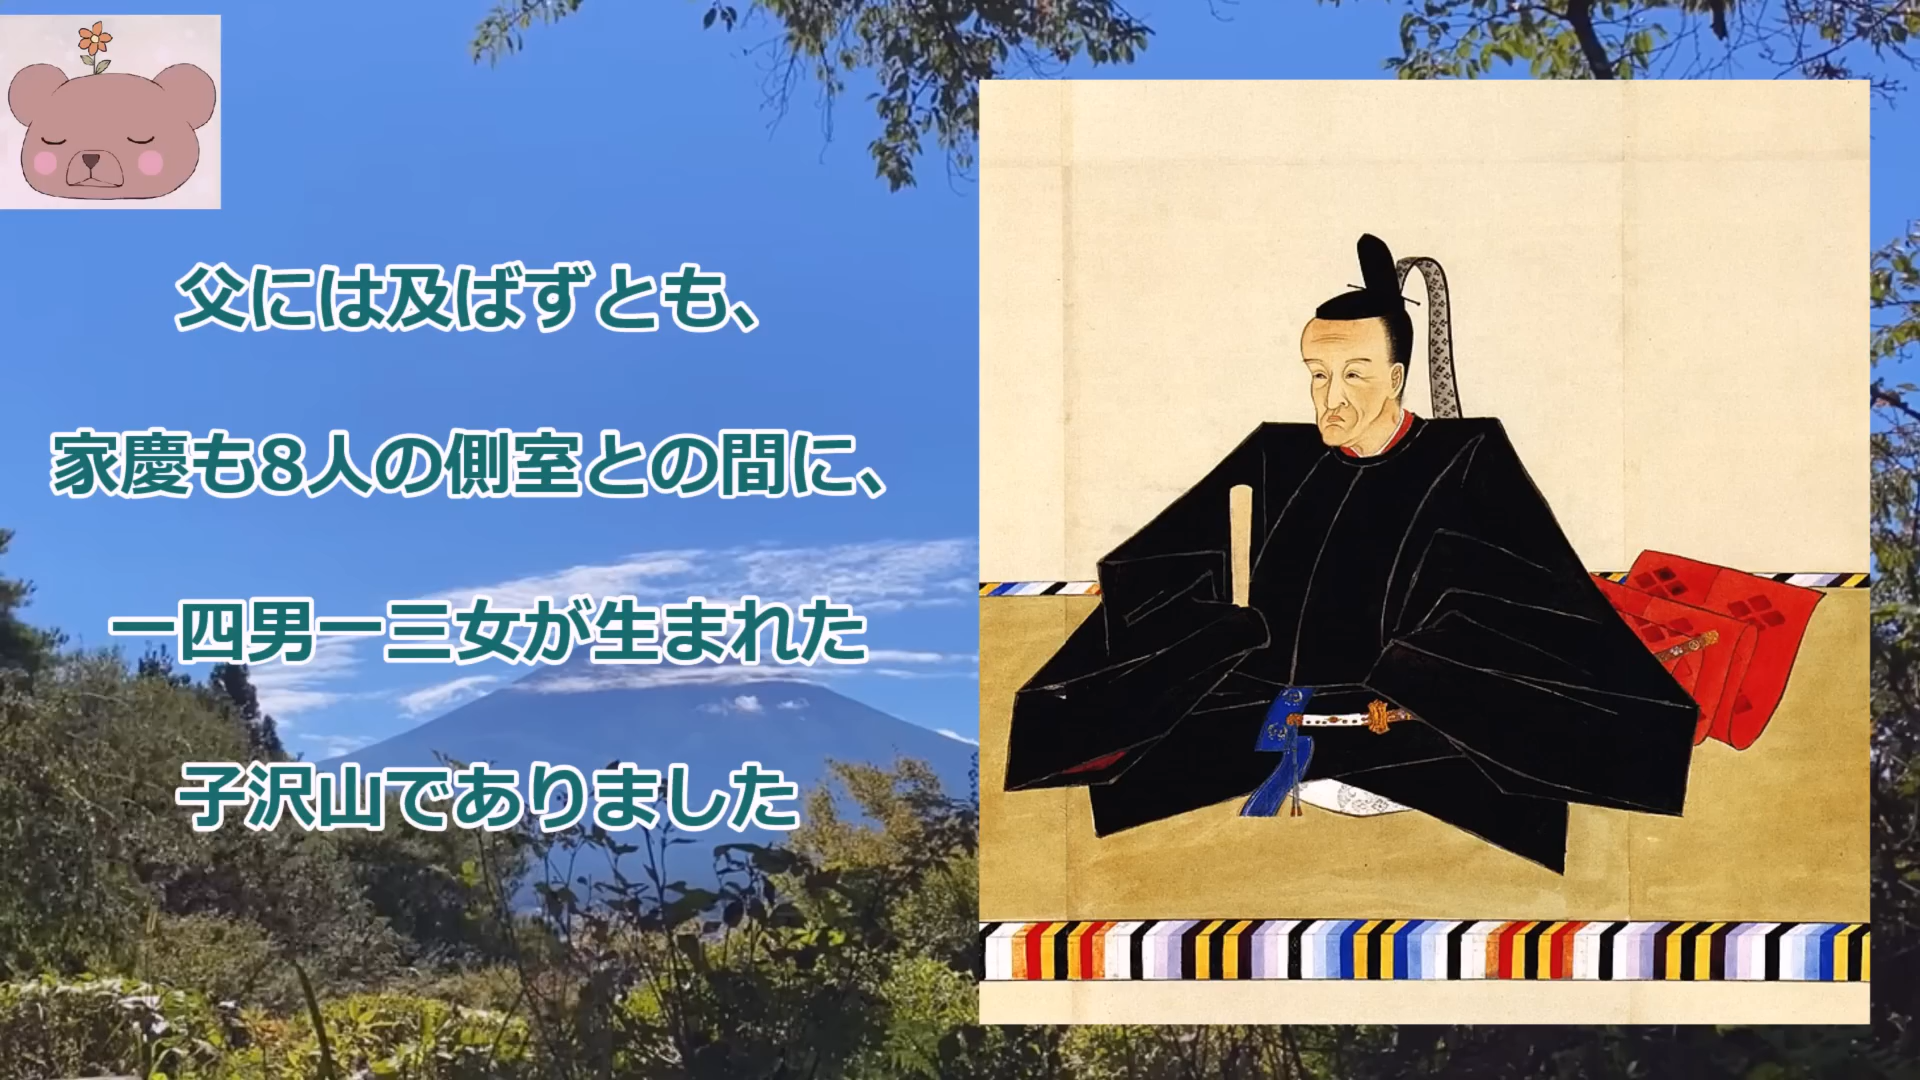 父には及ばずとも、
家慶も8人の側室との間に、
一四男一三女が生まれた
子沢山でありました